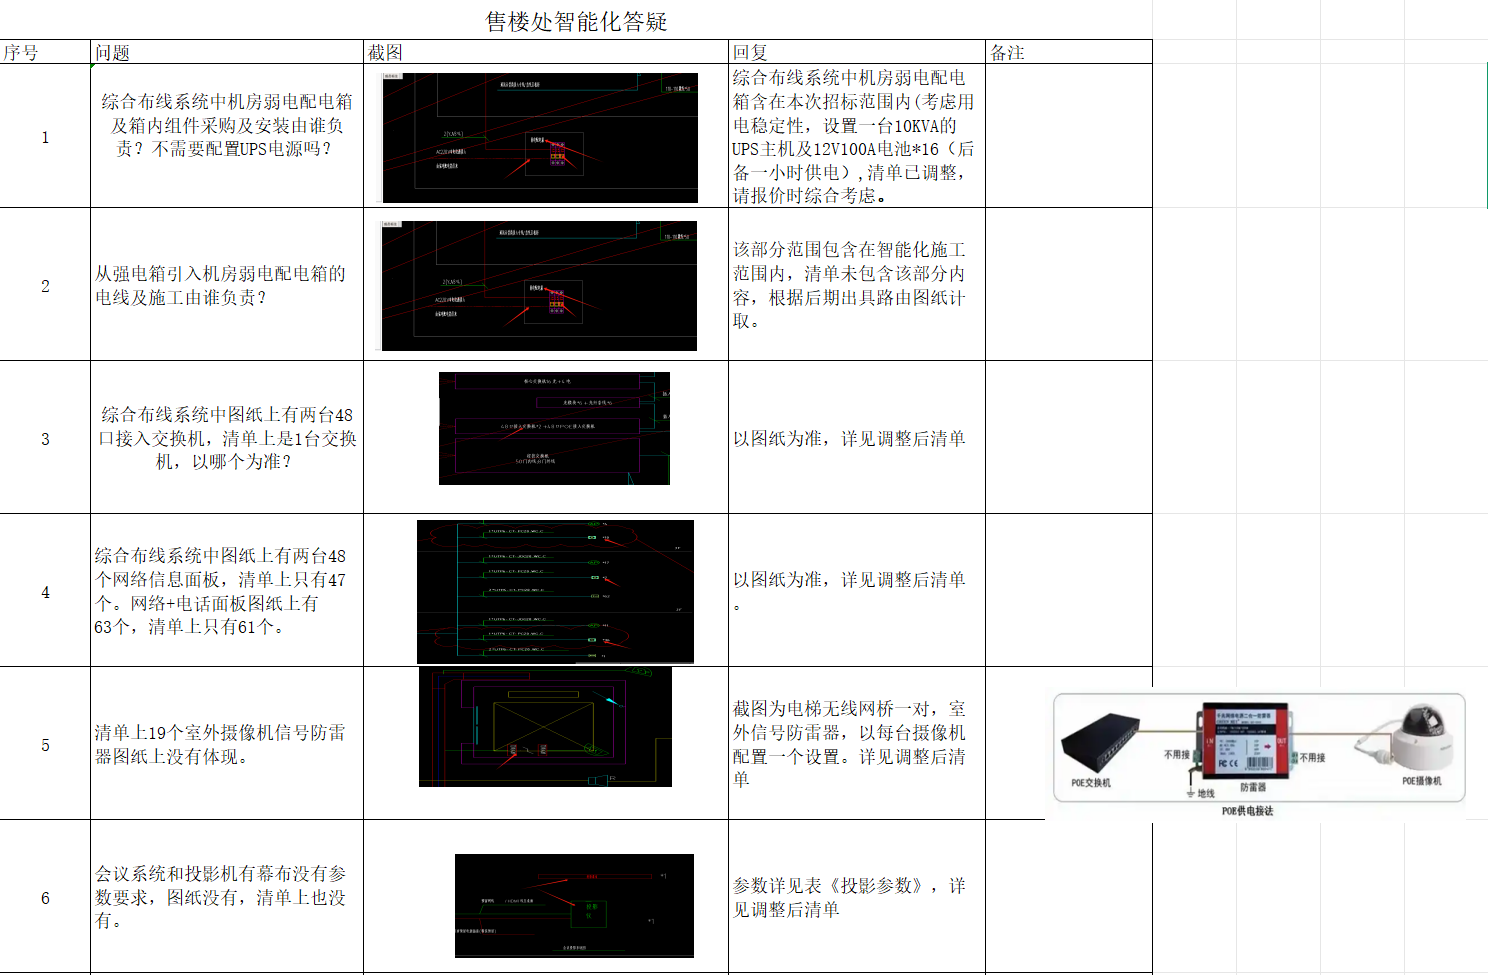 售楼处智能化答疑
序号 问题 截图 回复 备注
1
综合布线系统中机房弱电配电箱
及箱内组件采购及安装由谁负
责？不需要配置UPS电源吗？
综合布线系统中机房弱电配电
箱含在本次招标范围内(考虑用
电稳定性，设置一台10KVA的
UPS主机及12V100A电池*16（后
备一小时供电）,清单已调整，
请报价时综合考虑。
2
从强电箱引入机房弱电配电箱的
电线及施工由谁负责？
该部分范围包含在智能化施工
范围内，清单未包含该部分内
容，根据后期出具路由图纸计
取。
3
综合布线系统中图纸上有两台48
口接入交换机，清单上是1台交换
机，以哪个为准？
以图纸为准，详见调整后清单
4
综合布线系统中图纸上有两台48
个网络信息面板，清单上只有47
个。网络+电话面板图纸上有
63个，清单上只有61个。
以图纸为准，详见调整后清单
。
5
清单上19个室外摄像机信号防雷
器图纸上没有体现。
截图为电梯无线网桥一对，室
外信号防雷器，以每台摄像机
配置一个设置。详见调整后清
单
不用接
不用接
POE交换机
地线
防雷器
POE摄像机
POE供电接法
6
会议系统和投影机有幕布没有参
数要求，图纸没有，清单上也没
有。
参数详见表《投影参数》，详
见调整后清单